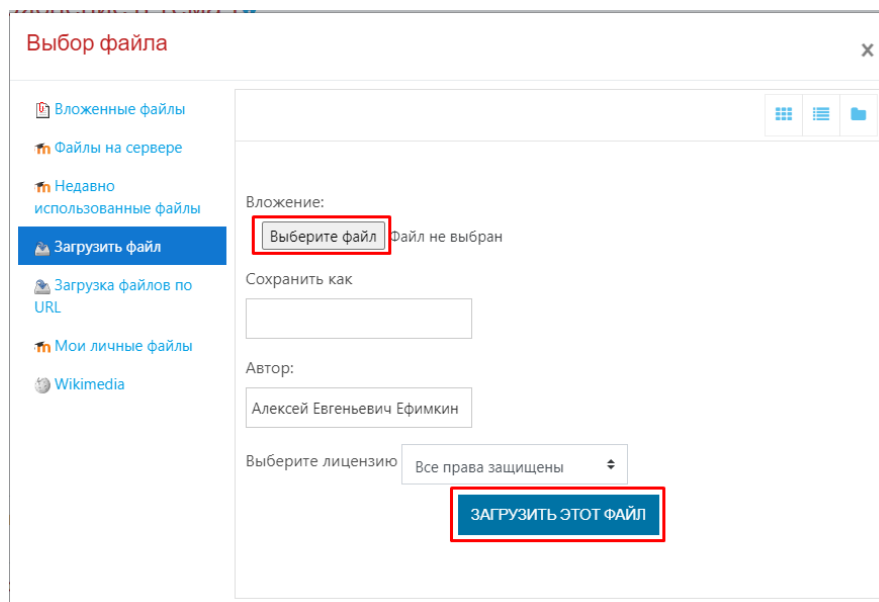 Выбор файла
×
Вложенные файлы
Файлы на сервере
Недавно
использованные файлы
Загрузить файл
Загрузка файлов по
URL
Мои личные файлы
Wikimedia
Вложение:
Выберите файл Файл не выбран
Сохранить как
Автор:
Алексей Евгеньевич Ефимкин
Выберите лицензию Все права защищены
ЗАГРУЗИТЬ ЭТОТ ФАЙЛ